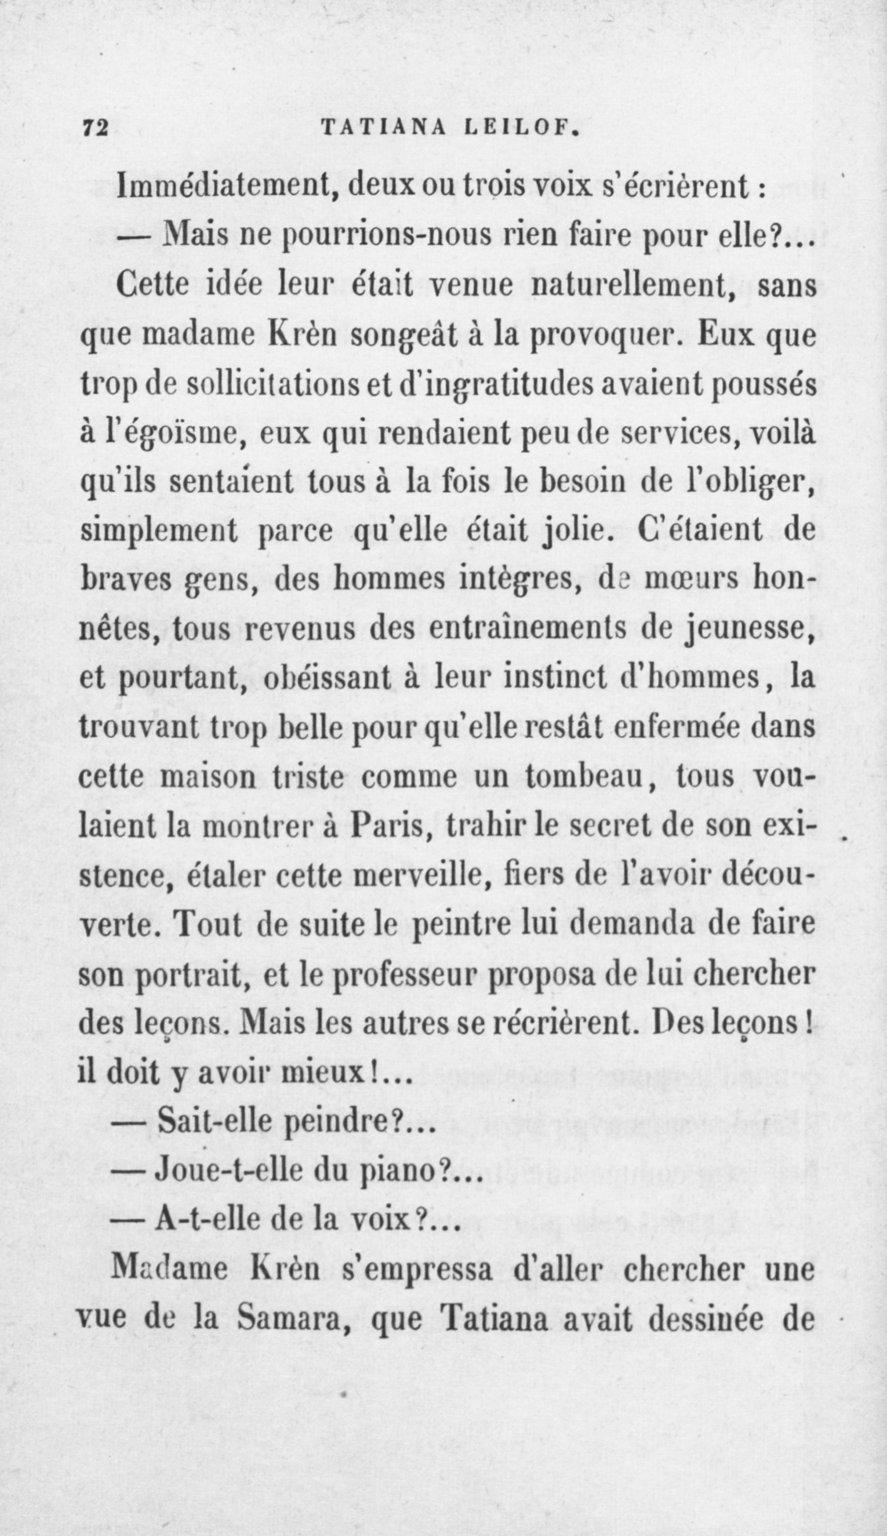 72 TATIANA LEILOF.
Immédiatement, deux ou trois voix s'écrièrent :
— Mais ne pourrions-nous rien faire pour elle?...
Cette idée leur était venue naturellement, sans
que madame Krèn songeât à la provoquer. Eux que
trop de sollicitations et d'ingratitudes avaient poussés
à l'égoïsme, eux qui rendaient peu de services, voilà
qu'ils sentaient tous à la fois le besoin de l'obliger,
simplement parce qu'elle était jolie. C'étaient de
braves gens, des hommes intègres, de mœurs hon-
nêtes, tous revenus des entraînements de jeunesse,
et pourtant, obéissant à leur instinct d'hommes, la
trouvant trop belle pour qu'elle restât enfermée dans
cette maison triste comme un tombeau, tous vou-
laient la montrer à Paris, trahir le secret de son exi-
stence, étaler cette merveille, fiers de l'avoir décou-
verte. Tout de suite le peintre lui demanda de faire
son portrait, et le professeur proposa de lui chercher
des leçons. Mais les autres se récrièrent. Des leçons !
il doit y avoir mieux!...
— Sait-elle peindre?...
— Joue-t-elle du piano?...
— A-t-elle de la voix?...
Madame Krèn s'empressa d'aller chercher une
vue de la Samara, que Tatiana avait dessinée de